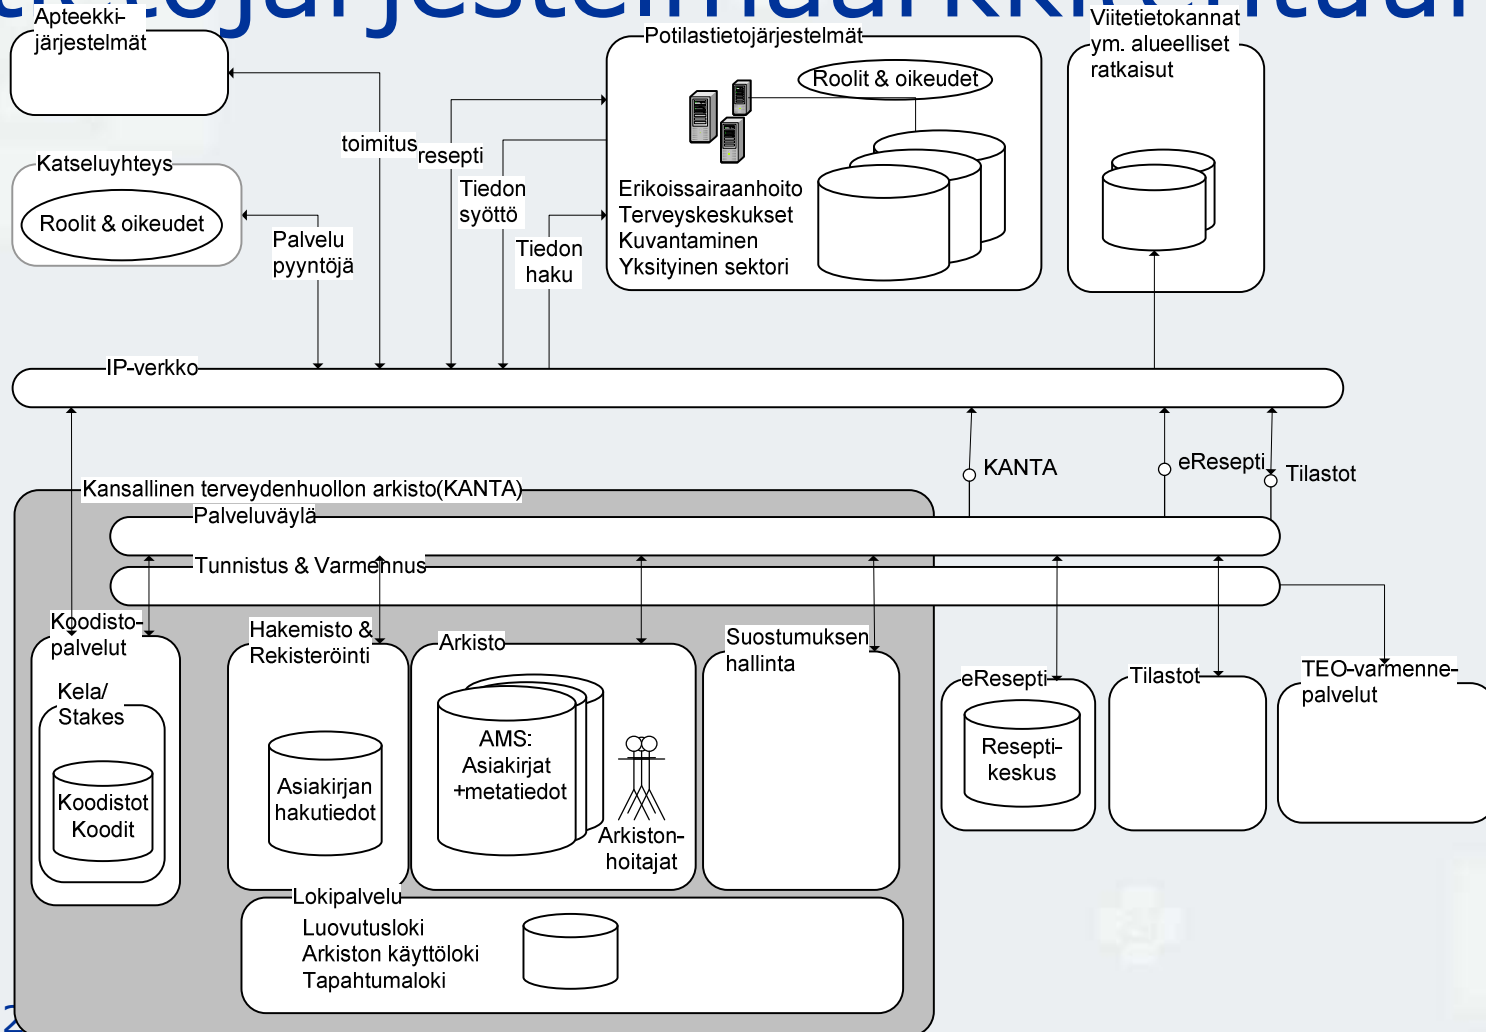 tietojärjestelmäarkkitehtuuri
Apteekki-
järjestelmät
Potilastietojärjestelmät
Viitetietokannat
ym. alueelliset
ratkaisut
Roolit & oikeudet
toimitus
resepti
Katseluyhteys
Roolit & oikeudet
Tiedon
syöttö
Erikoissairaanhoito
Terveyskeskukset
Kuvantaminen
Yksityinen sektori
Palvelu
pyyntöjä
Tiedon
haku
IP-verkko
KANTA
eResepti
Tilastot
Kansallinen terveydenhuollon arkisto(KANTA)
Palveluväylä
Tunnistus & Varmennus
Koodisto-
palvelut
Hakemisto &
Rekisteröinti
Arkisto
Suostumuksen
hallinta
eResepti
Tilastot
TEO-varmenne-
palvelut
Kela/
Stakes
Koodistot
Koodit
Asiakirjan
hakutiedot
AMS:
Asiakirjat
+metatiedot
Arkiston-
hoitajat
Resepti-
keskus
Lokipalvelu
Luovutusloki
Arkiston käyttöloki
Tapahtumaloki